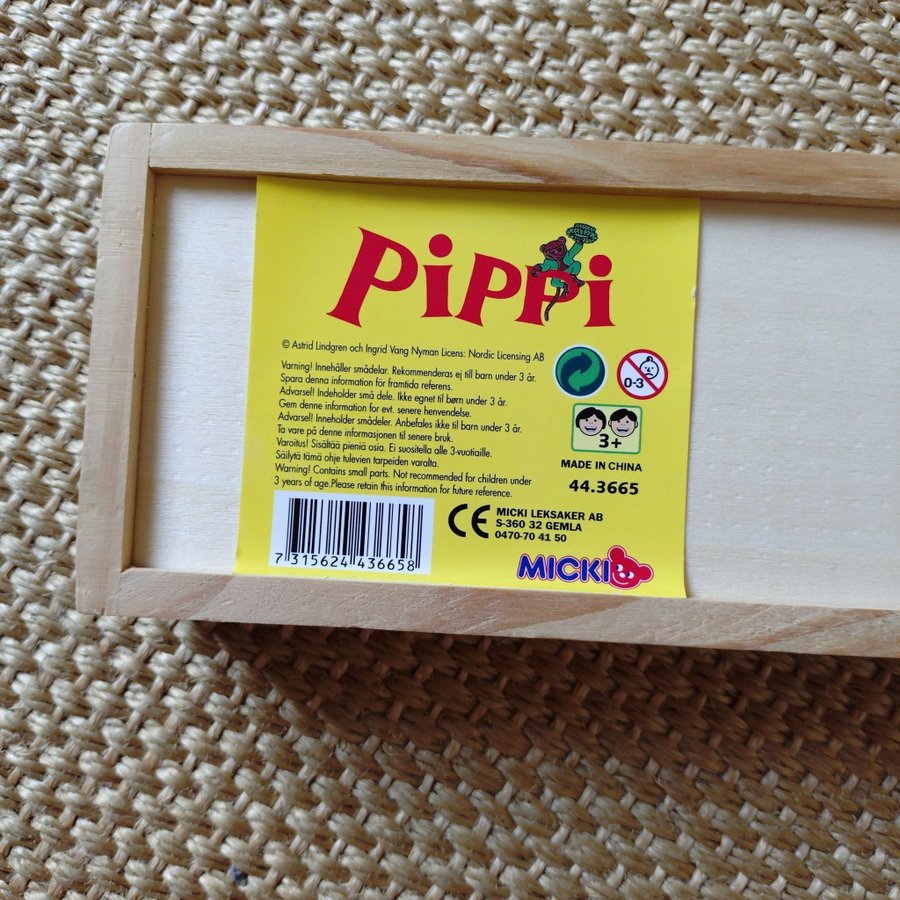 Pippi
© Astrid Lindgren och Ingrid Vang Nyman Licens: Nordic Licensing AB
Varning! Innehåller smådelar. Rekommenderas ej till barn under 3 år.
Spara denna information för framtida referens.
Advarsel! Indeholder små dele. Ikke egnet til børn under 3 år.
Gem denne information for evt. senere henvendelse.
Advarsel! Inneholder smådeler. Anbefales ikke til barn under 3 år.
Ta vare på denne informasjonen til senere bruk.
Varoitus! Sisältää pieniä osia. Ei suositella alle 3-vuotiaille.
Säilytä tämä ohje tulevien tarpeiden varalta.
Warning! Contains small parts. Not recommended for children under
3 years of age.Please retain this information for future reference.
0-3
3+
MADE IN CHINA
44.3665
7 315624 436658
CE
MICKI LEKSAKER AB
S-360 32 GEMLA
0470-70 41 50
MICKI